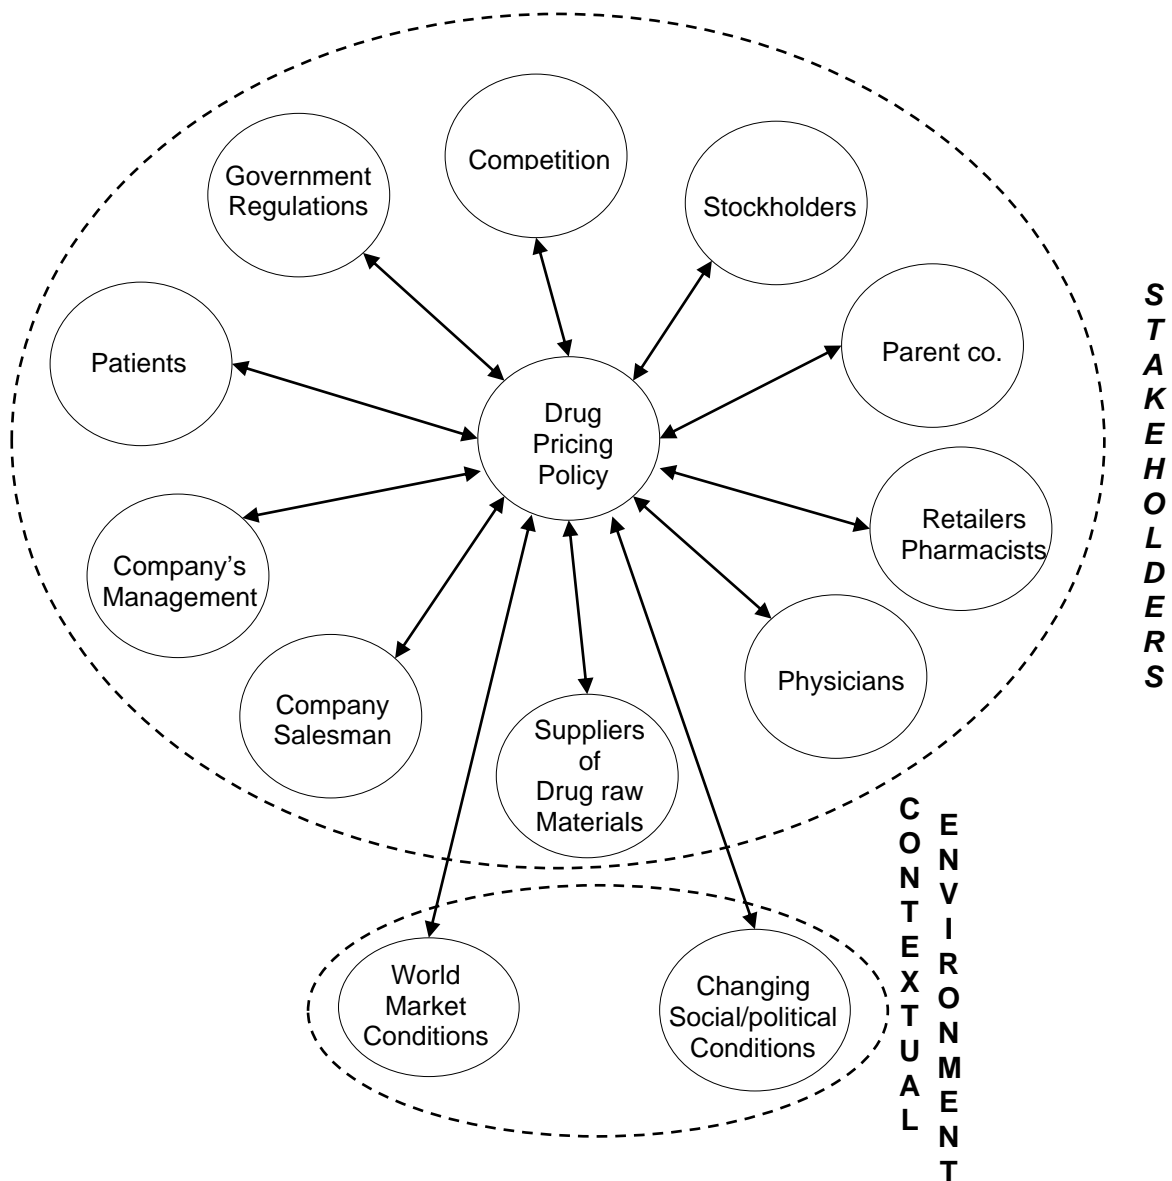 Competition
Government
Regulations
Stockholders
Patients
Parent co.
Drug
Pricing
Policy
Retailers
Pharmacists
Company's
Management
Physicians
Company
Salesman
Suppliers
of
Drug raw
Materials
World
Market
Conditions
Changing
Social/political
Conditions
STAKEHOLDERS
CONTEXTUAL
ENVIRONMENT